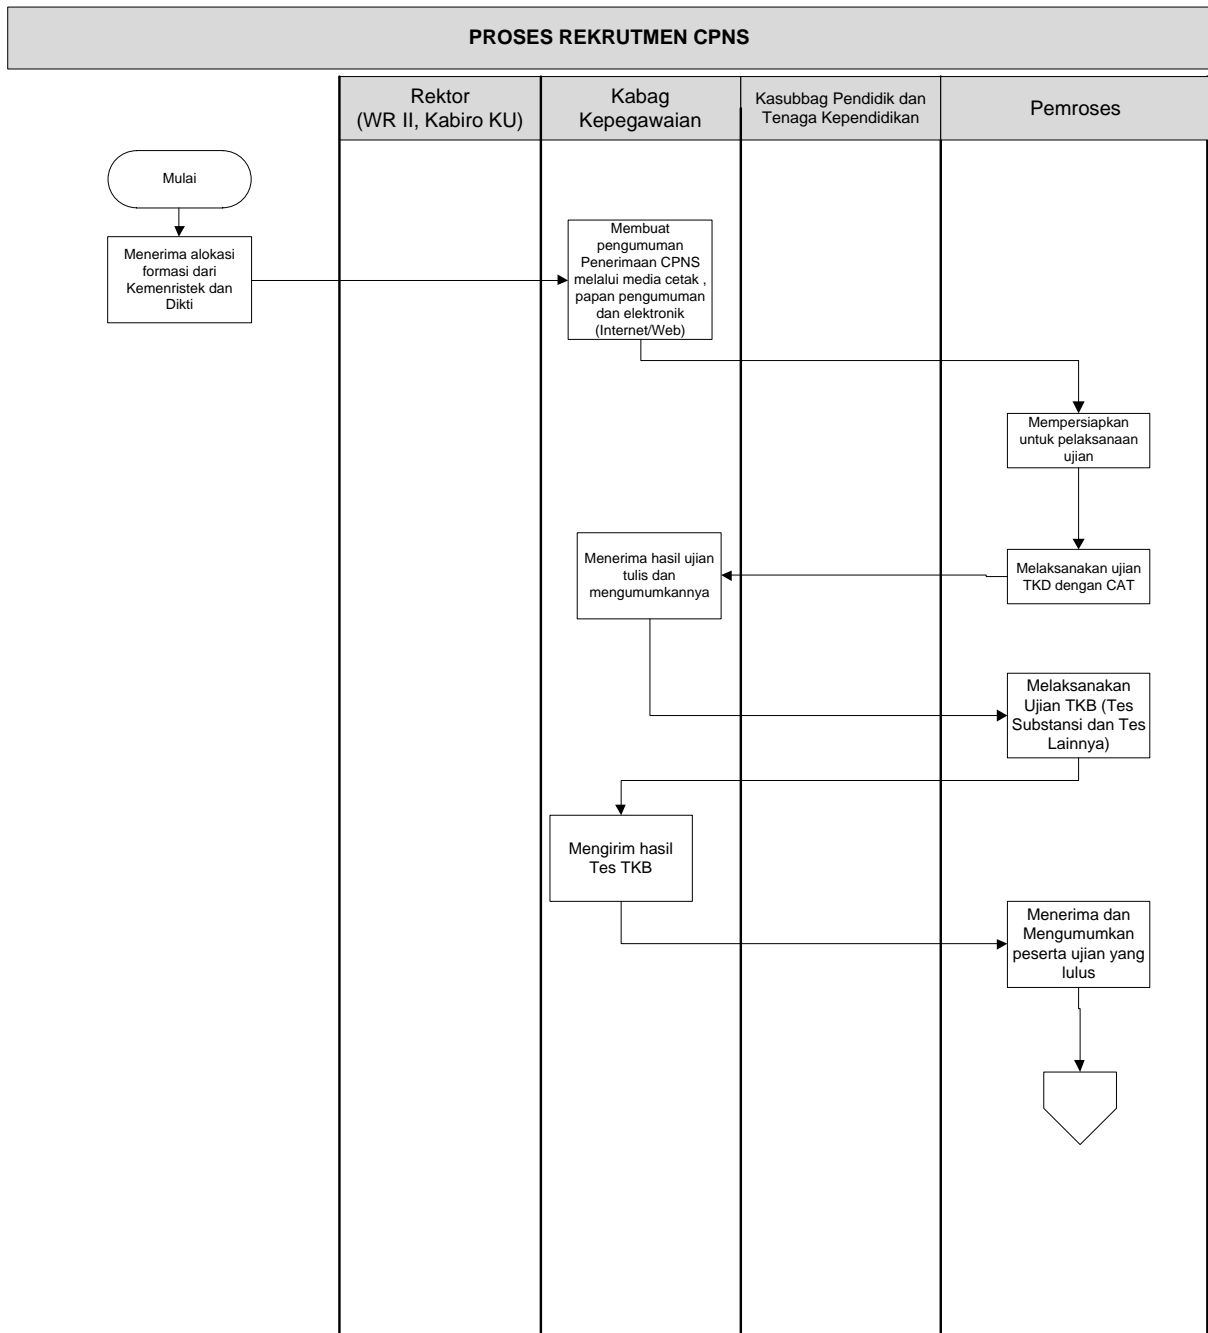 PROSES REKRUTMEN CPNS
Rektor
(WR II, Kabiro KU)
Kabag
Kepegawaian
Kasubbag Pendidik dan
Tenaga Kependidikan
Pemroses
Mulai
Menerima alokasi
formasi dari
Kemenristek dan
Dikti
Membuat
pengumuman
Penerimaan CPNS
melalui media cetak ,
papan pengumuman
dan elektronik
(Internet/Web)
Mempersiapkan
untuk pelaksanaan
ujian
Melaksanakan ujian
TKD dengan CAT
Menerima hasil ujian
tulis dan
mengumumkannya
Melaksanakan
Ujian TKB (Tes
Substansi dan Tes
Lainnya)
Mengirim hasil
Tes TKB
Menerima dan
Mengumumkan
peserta ujian yang
lulus